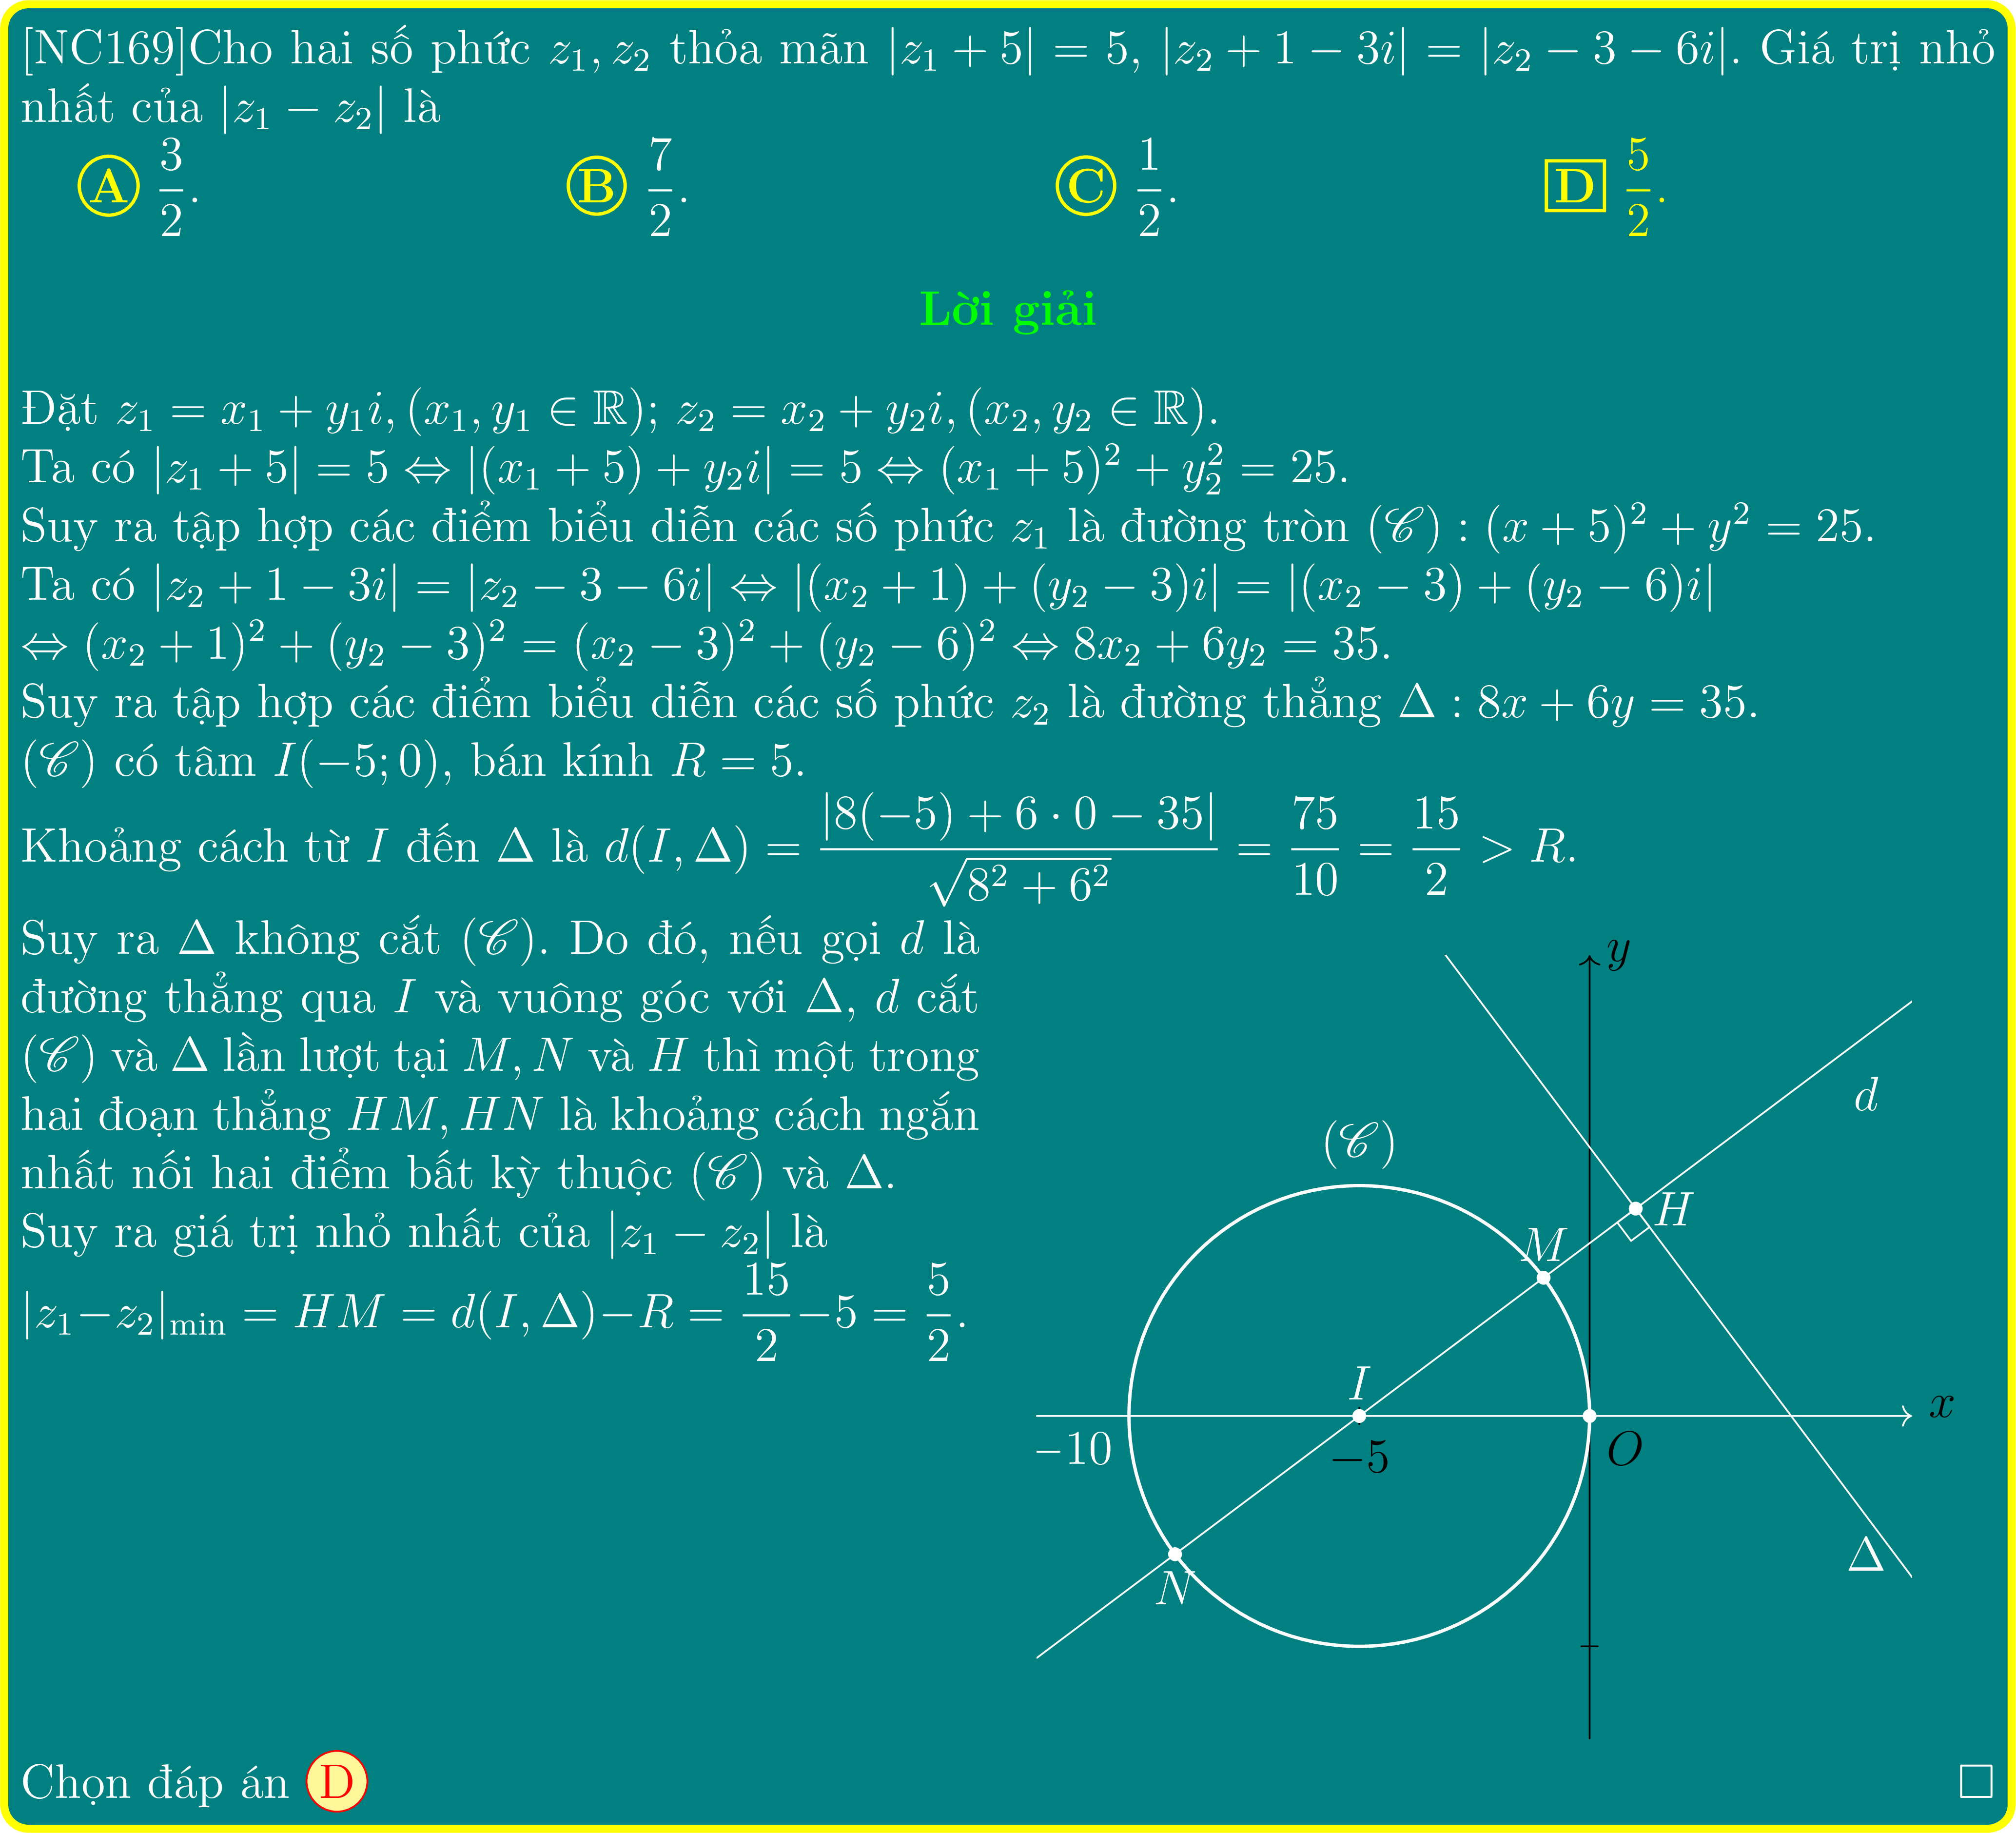 [NC169]Cho hai số phức $z_1, z_2$ thỏa mãn $|z_1 + 5| = 5$, $|z_2 + 1 - 3i| = |z_2 - 3 - 6i|$. Giá trị nhỏ
nhất của $|z_1 - z_2|$ là
A $\dfrac{3}{2}$. B $\dfrac{7}{2}$. C $\dfrac{1}{2}$. D $\dfrac{5}{2}$.
Lời giải
Đặt $z_1 = x_1 + y_1i, (x_1, y_1 \in \mathbb{R})$; $z_2 = x_2 + y_2i, (x_2, y_2 \in \mathbb{R})$.
Ta có $|z_1 + 5| = 5 \Leftrightarrow |(x_1 + 5) + y_2i| = 5 \Leftrightarrow (x_1 + 5)^2 + y_2^2 = 25$.
Suy ra tập hợp các điểm biểu diễn các số phức $z_1$ là đường tròn $(\mathscr{C}) : (x + 5)^2 + y^2 = 25$.
Ta có $|z_2 + 1 - 3i| = |z_2 - 3 - 6i| \Leftrightarrow |(x_2 + 1) + (y_2 - 3)i| = |(x_2 - 3) + (y_2 - 6)i|$
$\Leftrightarrow (x_2 + 1)^2 + (y_2 - 3)^2 = (x_2 - 3)^2 + (y_2 - 6)^2 \Leftrightarrow 8x_2 + 6y_2 = 35$.
Suy ra tập hợp các điểm biểu diễn các số phức $z_2$ là đường thẳng $\Delta : 8x + 6y = 35$.
$(\mathscr{C})$ có tâm $I(-5; 0)$, bán kính $R = 5$.
Khoảng cách từ $I$ đến $\Delta$ là $d(I, \Delta) = \dfrac{|8(-5) + 6 \cdot 0 - 35|}{\sqrt{8^2 + 6^2}} = \dfrac{75}{10} = \dfrac{15}{2} > R$.
Suy ra $\Delta$ không cắt $(\mathscr{C})$. Do đó, nếu gọi $d$ là
đường thẳng qua $I$ và vuông góc với $\Delta$, $d$ cắt
$(\mathscr{C})$ và $\Delta$ lần lượt tại $M, N$ và $H$ thì một trong
hai đoạn thẳng $HM, HN$ là khoảng cách ngắn
nhất nối hai điểm bất kỳ thuộc $(\mathscr{C})$ và $\Delta$.
Suy ra giá trị nhỏ nhất của $|z_1 - z_2|$ là
$|z_1 - z_2|_{\min} = HM = d(I, \Delta) - R = \dfrac{15}{2} - 5 = \dfrac{5}{2}$.
y
d
$(\mathscr{C})$
H
M
I
x
−10
−5
O
Δ
N
Chọn đáp án D □